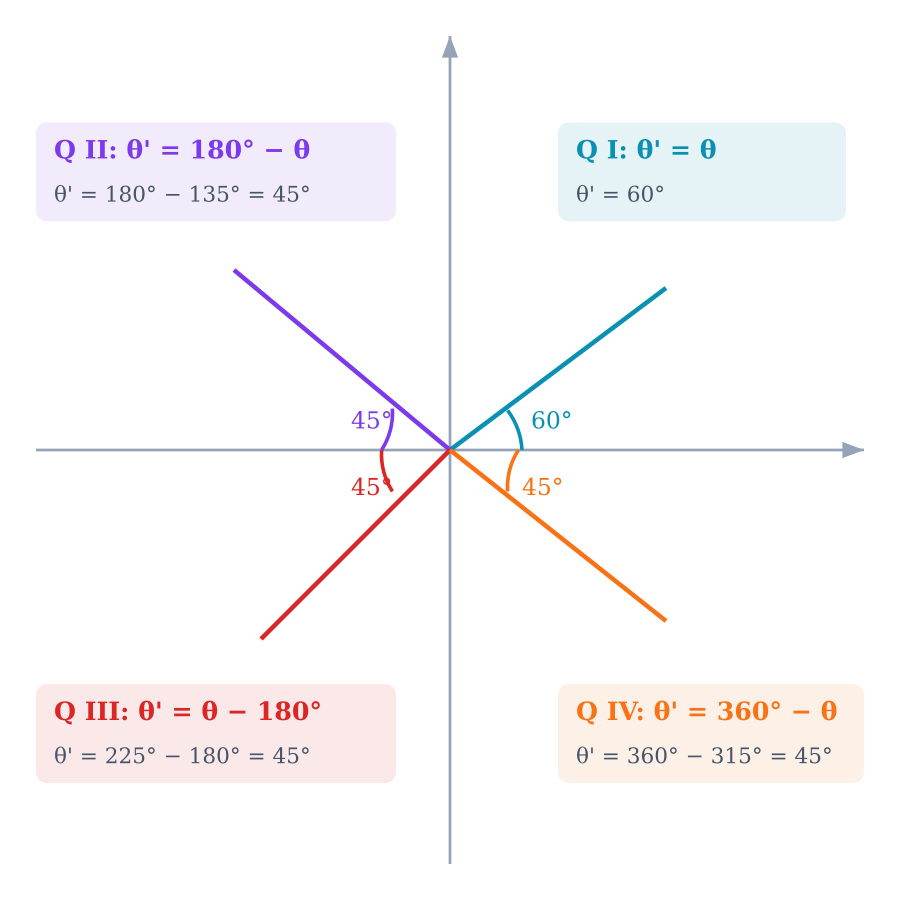 Q II: θ' = 180° − θ
θ' = 180° − 135° = 45°
Q I: θ' = θ
θ' = 60°
45°
60°
45°
45°
Q III: θ' = θ − 180°
θ' = 225° − 180° = 45°
Q IV: θ' = 360° − θ
θ' = 360° − 315° = 45°